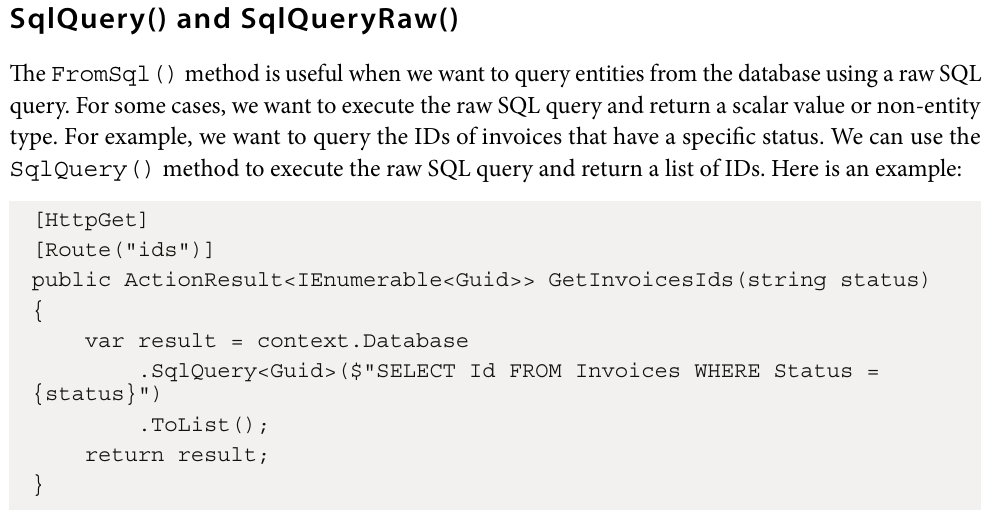 SqlQuery() and SqlQueryRaw()
The FromSql() method is useful when we want to query entities from the database using a raw SQL
query. For some cases, we want to execute the raw SQL query and return a scalar value or non-entity
type. For example, we want to query the IDs of invoices that have a specific status. We can use the
SqlQuery() method to execute the raw SQL query and return a list of IDs. Here is an example:
[HttpGet]
[Route("ids")]
public ActionResult<IEnumerable<Guid>> GetInvoicesIds(string status)
{
    var result = context.Database
        .SqlQuery<Guid>($"SELECT Id FROM Invoices WHERE Status =
{status}")
        .ToList();
    return result;
}